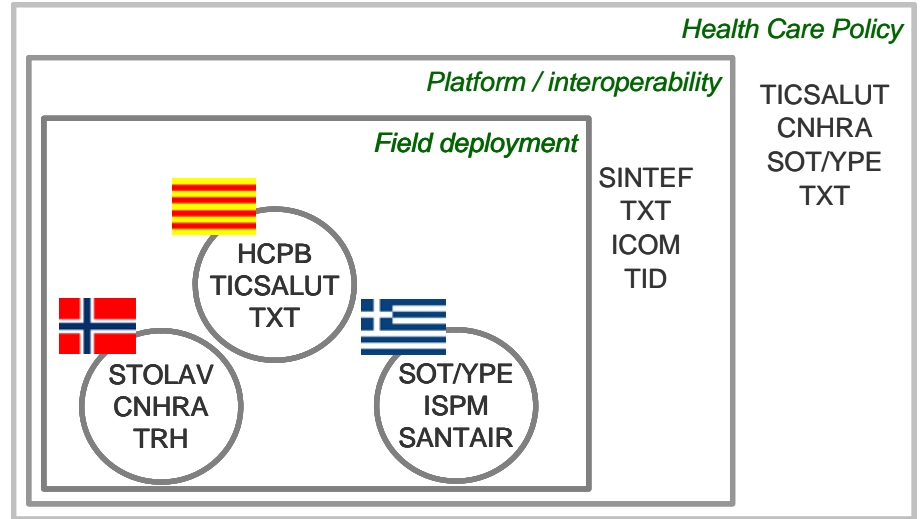 Health Care Policy
Platform / interoperability
TICSALUT
CNHRA
SOT/YPE
TXT
Field deployment
SINTEF
TXT
ICOM
TID
HCPB
TICSALUT
TXT
STOLAV
CNHRA
TRH
SOT/YPE
ISPM
SANTAIR